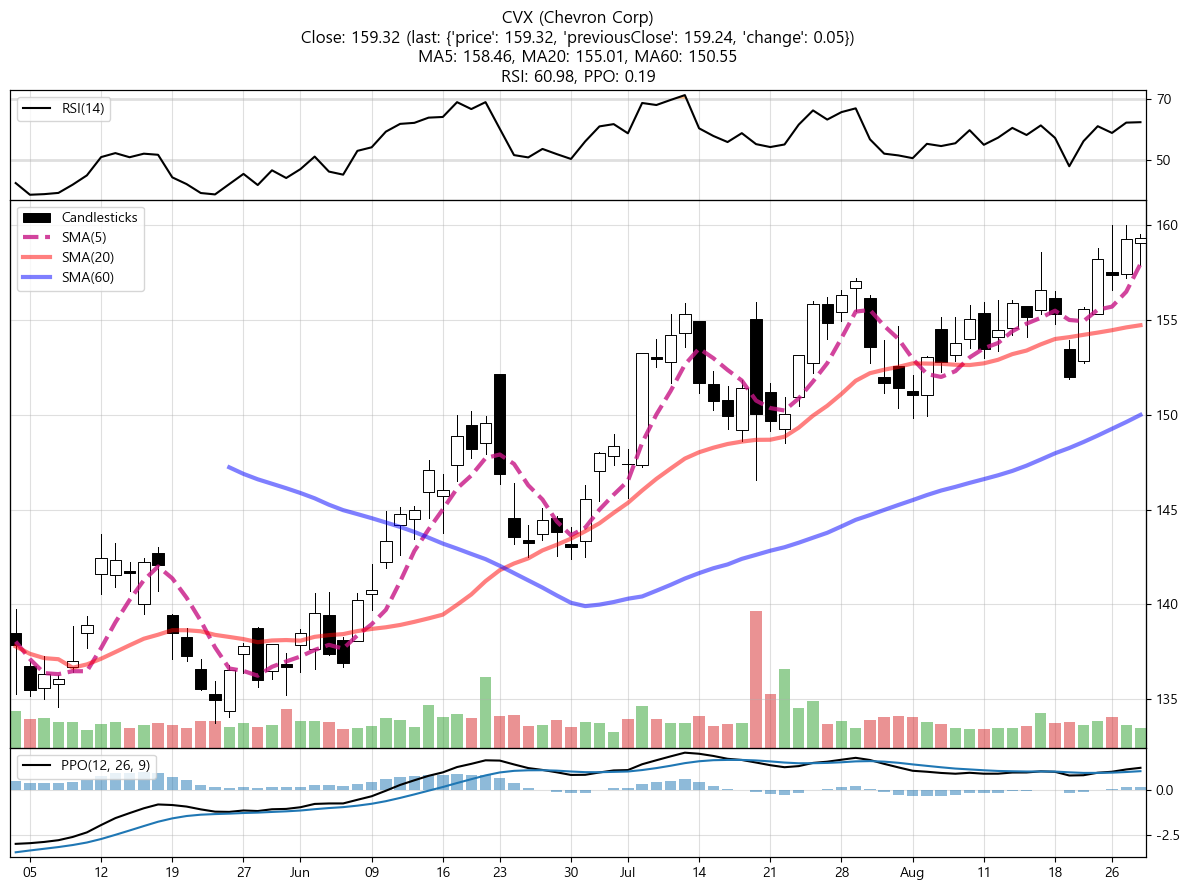 CVX (Chevron Corp)
Close: 159.32 (last: {'price': 159.32, 'previousClose': 159.24, 'change': 0.05})
MA5: 158.46, MA20: 155.01, MA60: 150.55
RSI: 60.98, PPO: 0.19
RSI(14)
70
50
Candlesticks
SMA(5)
SMA(20)
SMA(60)
160
155
150
145
140
135
PPO(12, 26, 9)
0.0
-2.5
05 12 19 27 Jun 09 16 23 30 Jul 14 21 28 Aug 11 18 26